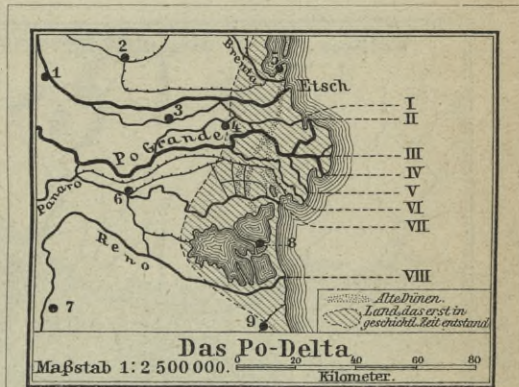 2
Brenta
5
1
Etsch
I
3
II
4
Po Grande
III
IV
Panaro
6
V
VI
VII
Reno
8
VIII
Alte Dünen.
7
Land, das erst in
geschichtl. Zeit entstand
9
Das Po-Delta
Maßstab 1:2 500 000.
0 20 40 60 80
Kilometer.